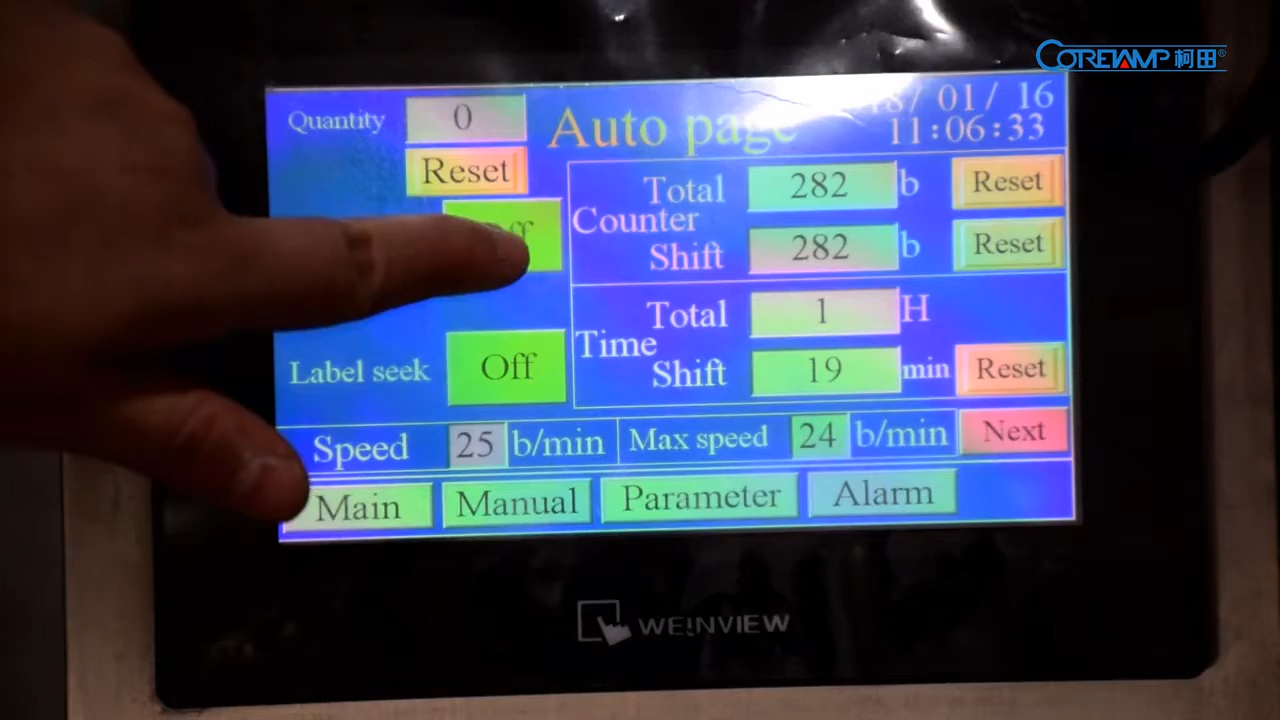 COREWAMP 柯田®
Quantity 0
Auto page
18/ 01/ 16
11:06:33
Reset
Total 282 b Reset
Counter
Shift 282 b Reset
Total 1 H
Time
Shift 19 min Reset
Label seek Off
Speed 25 b/min Max speed 24 b/min Next
Main Manual Parameter Alarm
WEINVIEW